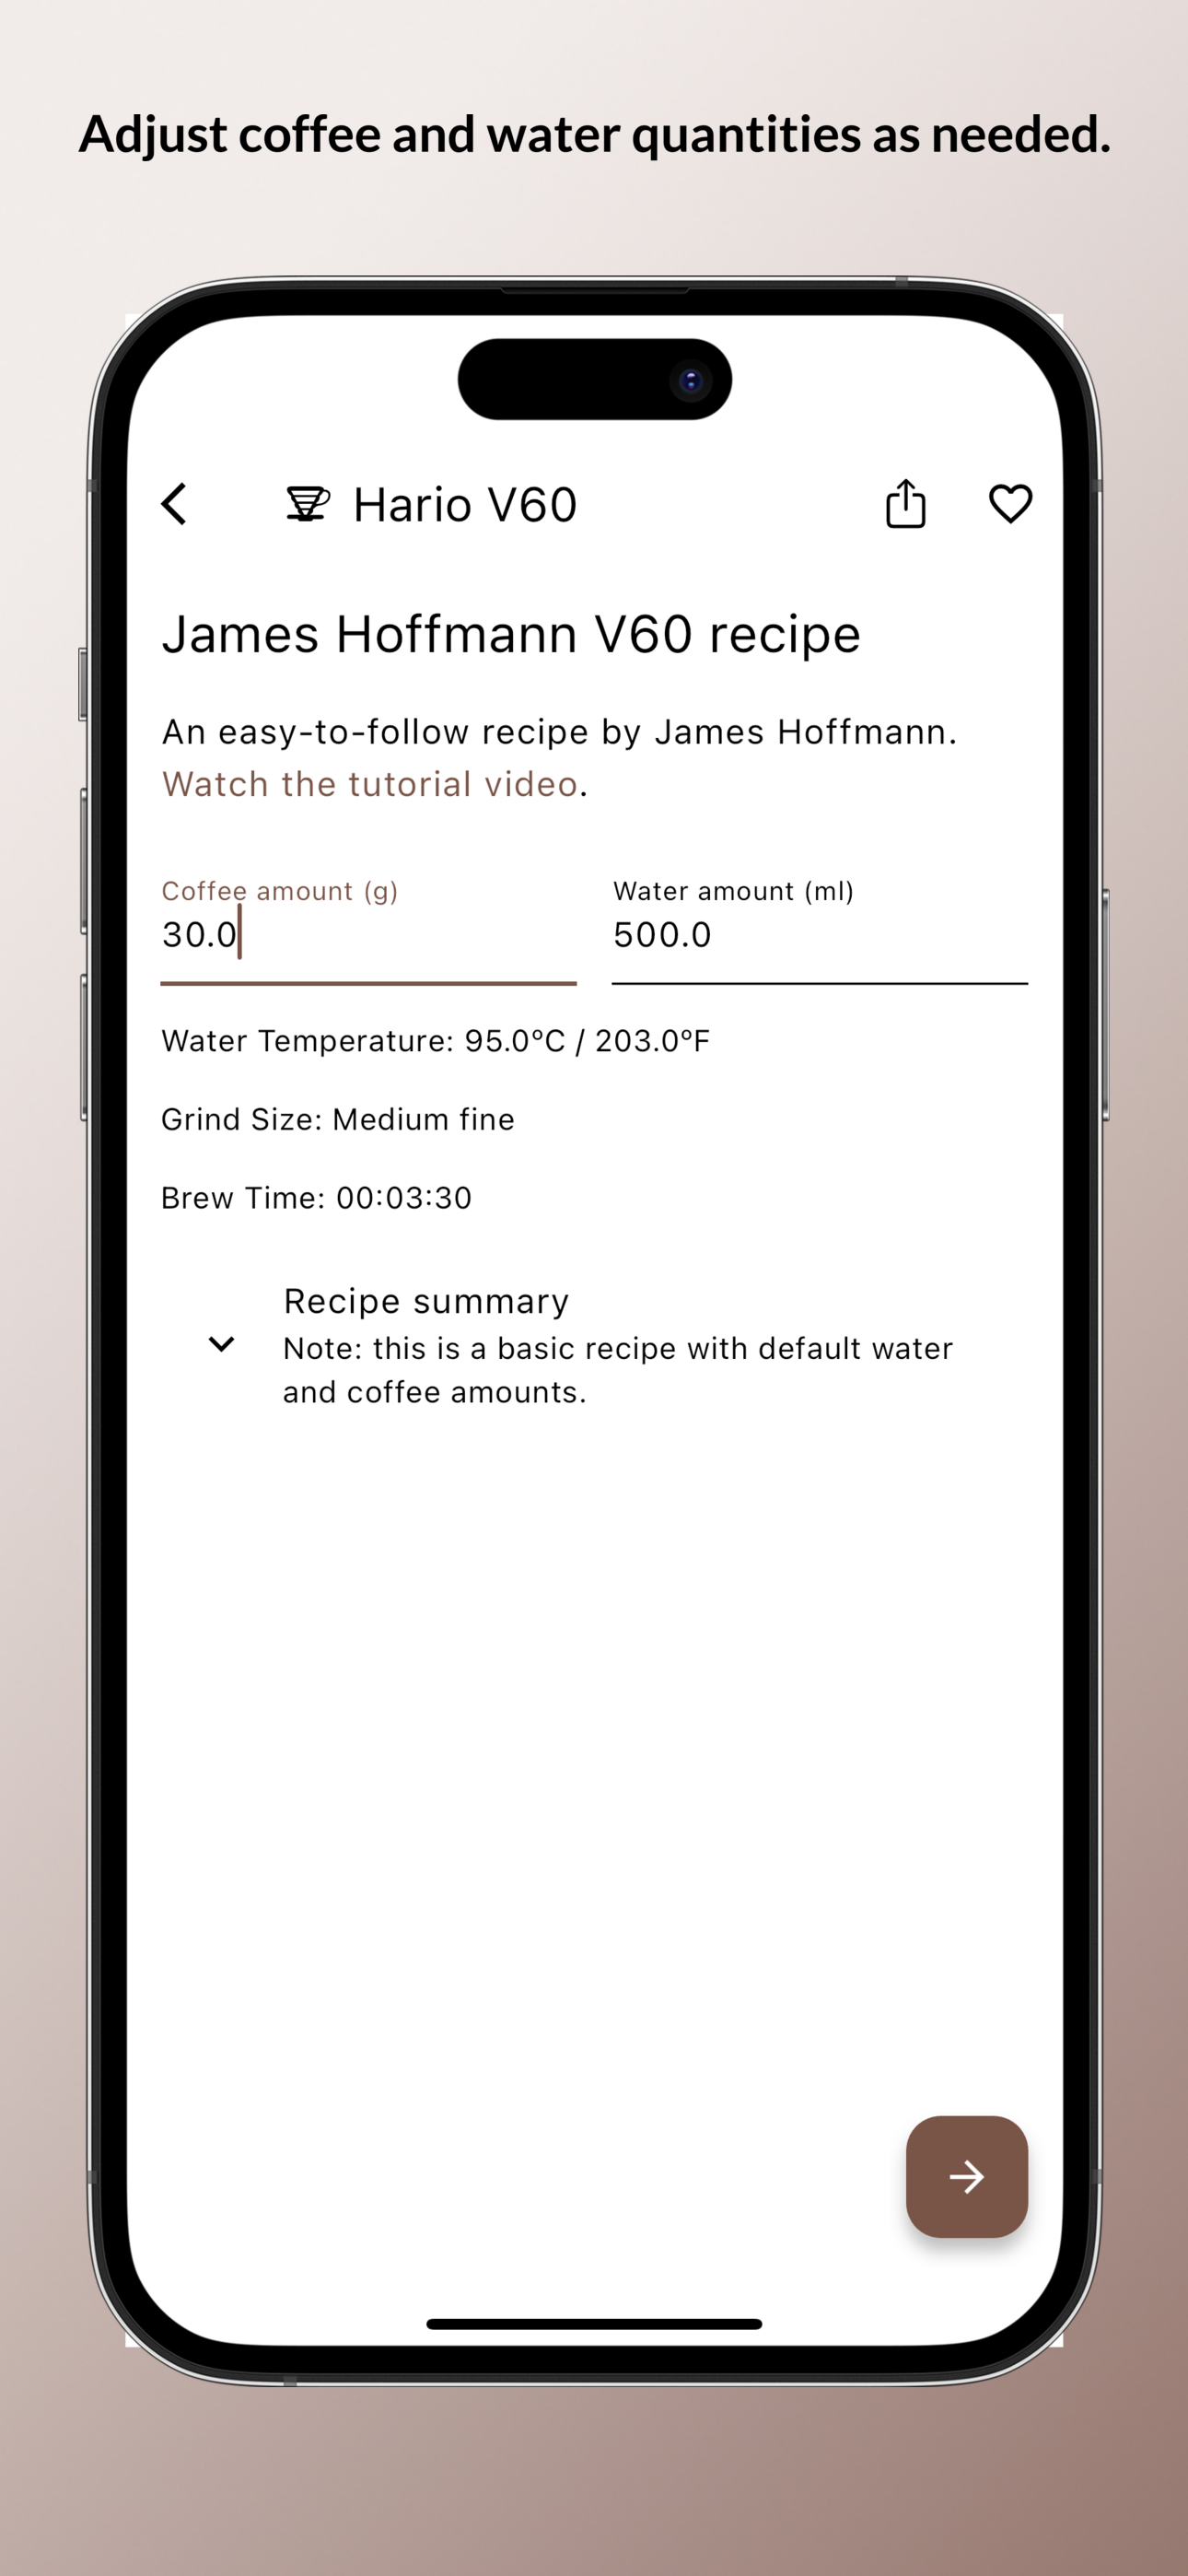 Adjust coffee and water quantities as needed.
Hario V60
James Hoffmann V60 recipe
An easy-to-follow recipe by James Hoffmann.
Watch the tutorial video.
Coffee amount (g)
30.0
Water amount (ml)
500.0
Water Temperature: 95.0ºC / 203.0ºF
Grind Size: Medium fine
Brew Time: 00:03:30
Recipe summary
Note: this is a basic recipe with default water
and coffee amounts.